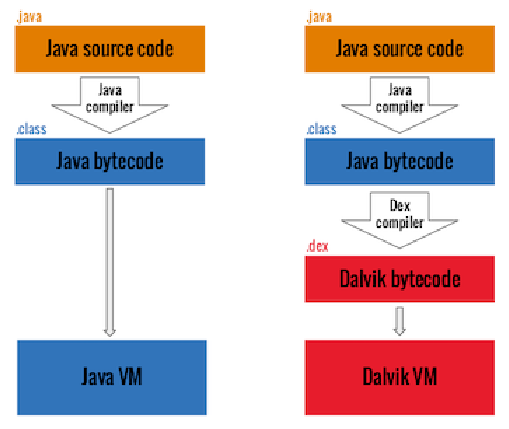 .java
Java source code
Java
compiler
.class
Java bytecode
Java VM
.java
Java source code
Java
compiler
.class
Java bytecode
Dex
compiler
.dex
Dalvik bytecode
Dalvik VM